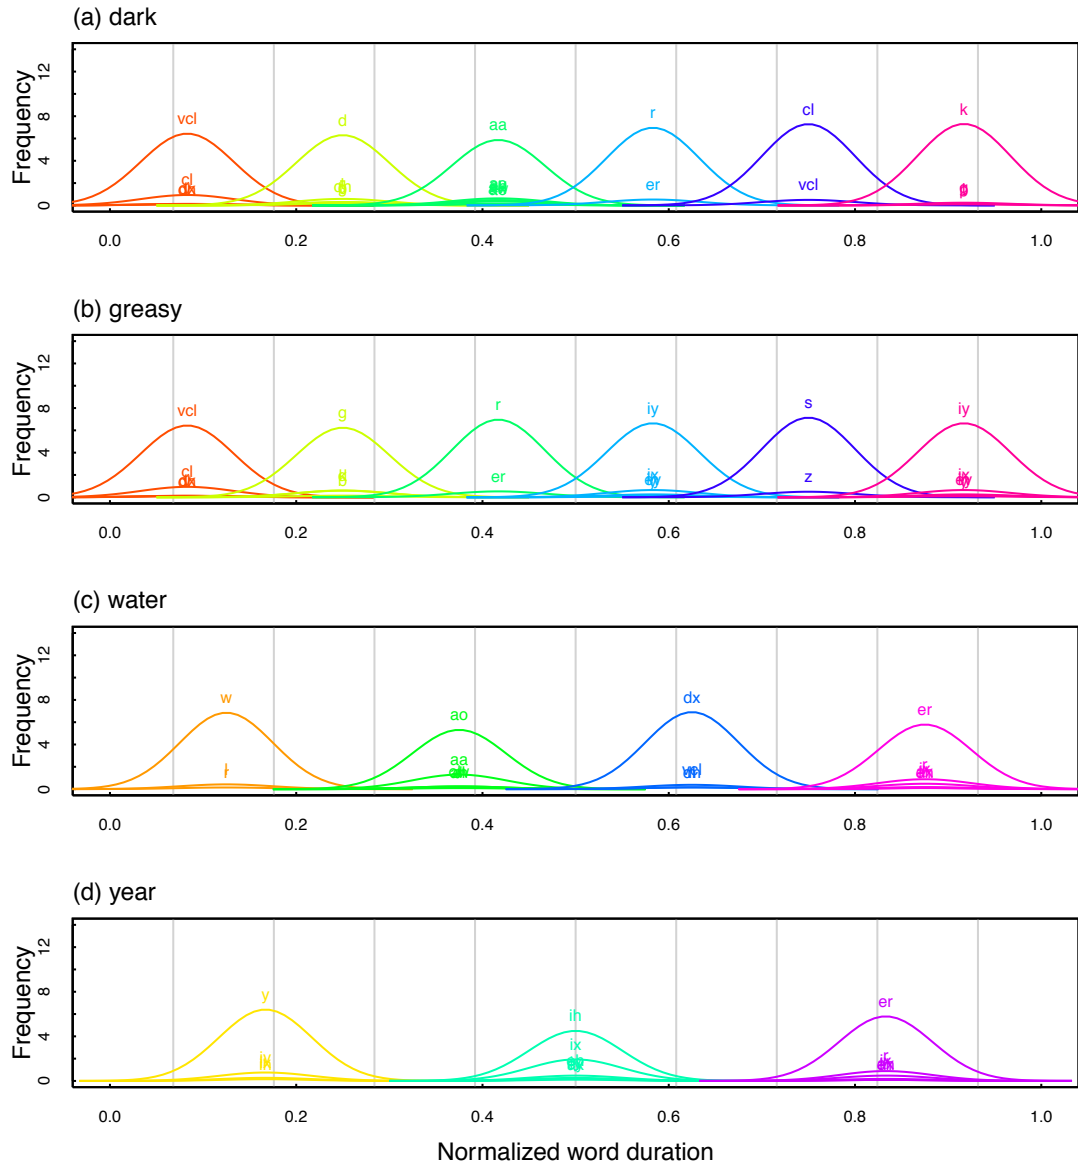 (a) dark
Frequency
0 4 8 12
vcl d aa r cl k
cl er vcl
0.0 0.2 0.4 0.6 0.8 1.0
(b) greasy
Frequency
0 4 8 12
vcl g r iy s iy
cl er ix z ix
0.0 0.2 0.4 0.6 0.8 1.0
(c) water
Frequency
0 4 8 12
w ao dx er
aa vcl
0.0 0.2 0.4 0.6 0.8 1.0
(d) year
Frequency
0 4 8 12
y ih er
ix
0.0 0.2 0.4 0.6 0.8 1.0
Normalized word duration